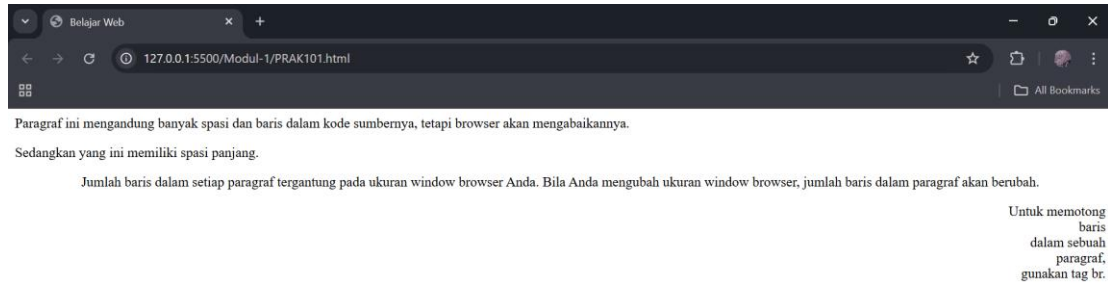 Belajar Web
127.0.0.1:5500/Modul-1/PRAK101.html
All Bookmarks
Paragraf ini mengandung banyak spasi dan baris dalam kode sumbernya, tetapi browser akan mengabaikannya.
Sedangkan yang ini memiliki spasi panjang.
Jumlah baris dalam setiap paragraf tergantung pada ukuran window browser Anda. Bila Anda mengubah ukuran window browser, jumlah baris dalam paragraf akan berubah.
Untuk memotong
baris
dalam sebuah
paragraf,
gunakan tag br.